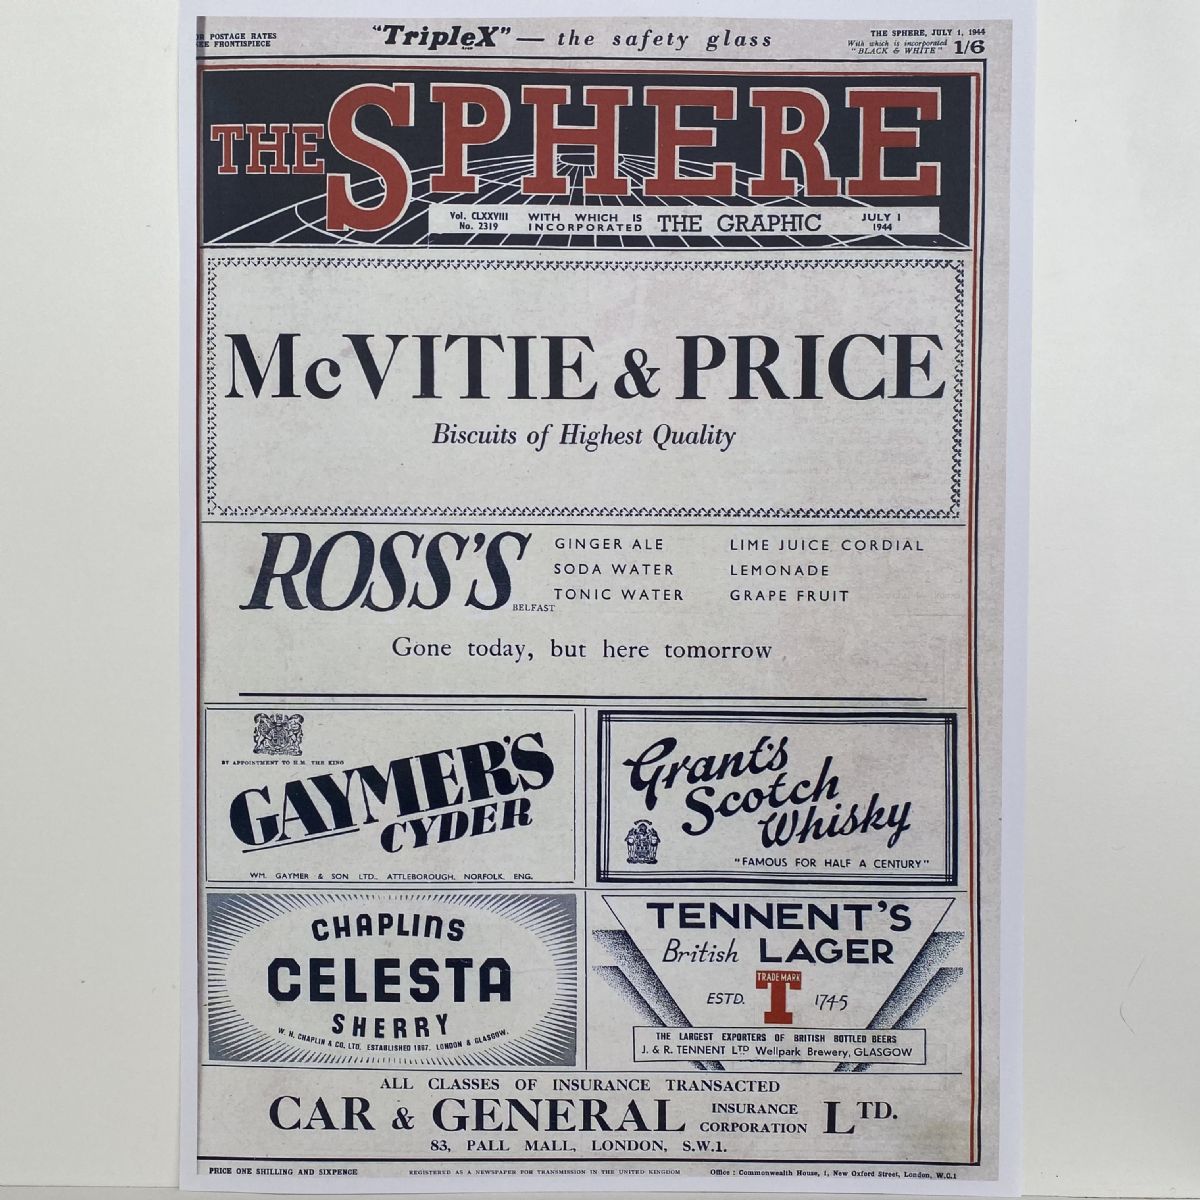 POSTAGE RATES
SEE FRONTISPIECE
"TripleX" — the safety glass
THE SPHERE, JULY 1, 1944
With which is incorporated
"BLACK & WHITE"
1/6
THE SPHERE
Vol. CLXXVIII
No. 2319
WITH WHICH IS
INCORPORATED
THE GRAPHIC
JULY 1
1944
McVITIE & PRICE
Biscuits of Highest Quality
ROSS'S
BELFAST
GINGER ALE
SODA WATER
TONIC WATER
LIME JUICE CORDIAL
LEMONADE
GRAPE FRUIT
Gone today, but here tomorrow
BY APPOINTMENT TO H.M. THE KING
GAYMER'S
CYDER
WM. GAYMER & SON LTD., ATTLEBOROUGH, NORFOLK, ENG.
Grant's
Scotch
Whisky
"FAMOUS FOR HALF A CENTURY"
CHAPLINS
CELESTA
SHERRY
W. H. CHAPLIN & CO. LTD. ESTABLISHED 1867. LONDON & GLASGOW.
TENNENT'S
British LAGER
TRADE MARK
T
ESTD. 1745
THE LARGEST EXPORTERS OF BRITISH BOTTLED BEERS
J. & R. TENNENT LTD Wellpark Brewery, GLASGOW
ALL CLASSES OF INSURANCE TRANSACTED
CAR & GENERAL INSURANCE CORPORATION LTD.
83, PALL MALL, LONDON, S.W.1.
PRICE ONE SHILLING AND SIXPENCE
REGISTERED AS A NEWSPAPER FOR TRANSMISSION IN THE UNITED KINGDOM
Office : Commonwealth House, 1, New Oxford Street, London, W.C.1